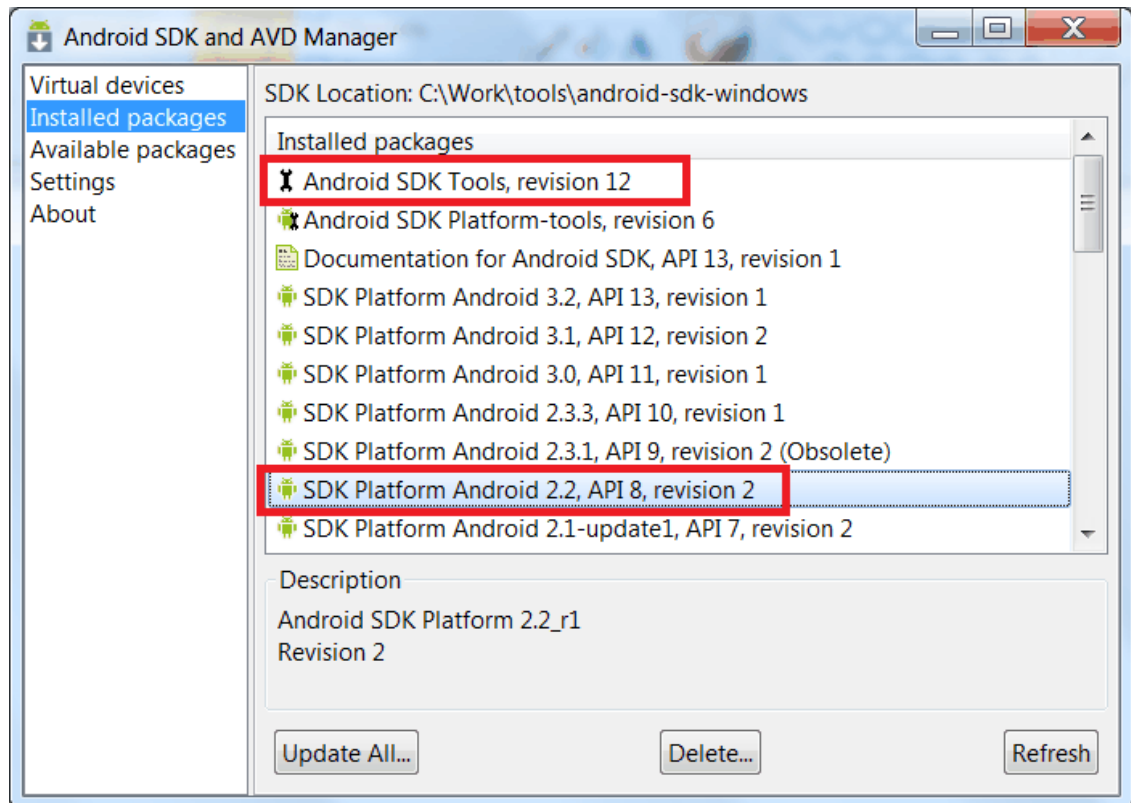 Android SDK and AVD Manager
Virtual devices
Installed packages
Available packages
Settings
About
SDK Location: C:\Work\tools\android-sdk-windows
Installed packages
Android SDK Tools, revision 12
Android SDK Platform-tools, revision 6
Documentation for Android SDK, API 13, revision 1
SDK Platform Android 3.2, API 13, revision 1
SDK Platform Android 3.1, API 12, revision 2
SDK Platform Android 3.0, API 11, revision 1
SDK Platform Android 2.3.3, API 10, revision 1
SDK Platform Android 2.3.1, API 9, revision 2 (Obsolete)
SDK Platform Android 2.2, API 8, revision 2
SDK Platform Android 2.1-update1, API 7, revision 2
Description
Android SDK Platform 2.2_r1
Revision 2
Update All...
Delete...
Refresh